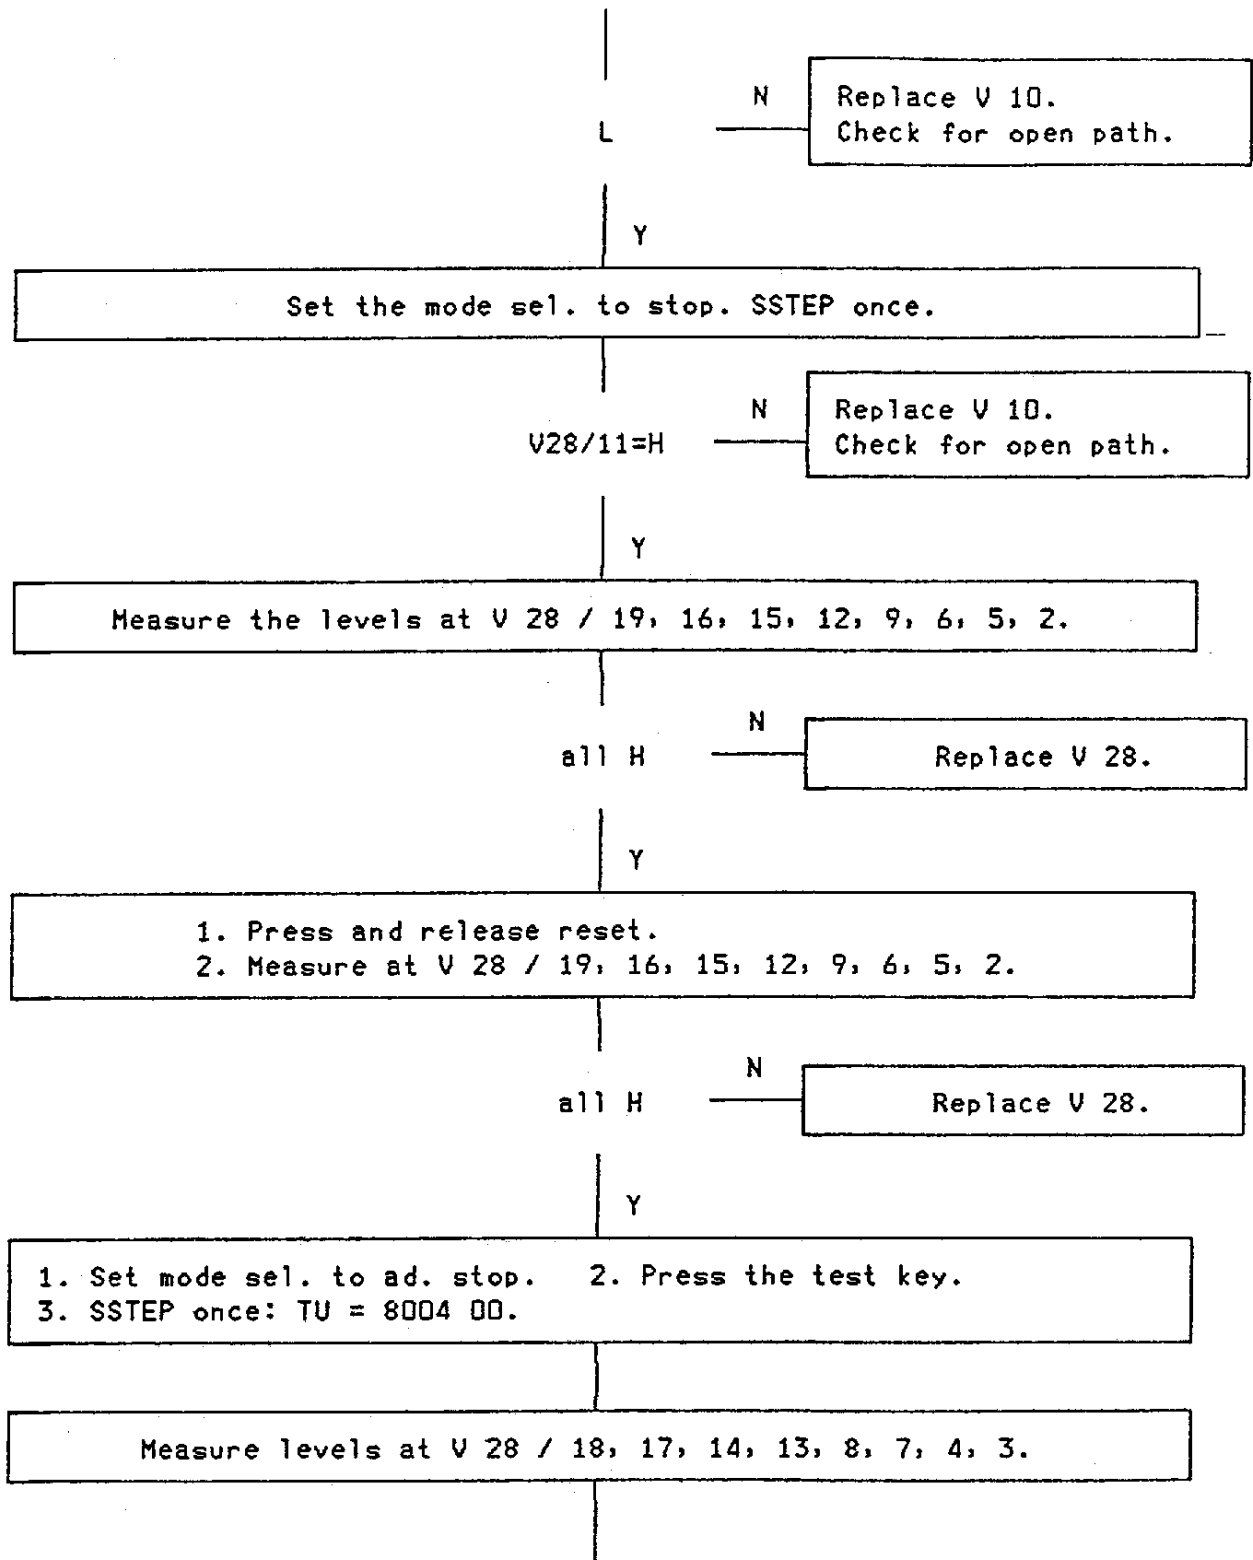 N
Replace V 10.
Check for open path.
L
Y
Set the mode sel. to stop. SSTEP once.
N
Replace V 10.
Check for open path.
V28/11=H
Y
Measure the levels at V 28 / 19, 16, 15, 12, 9, 6, 5, 2.
N
all H
Replace V 28.
Y
1. Press and release reset.
2. Measure at V 28 / 19, 16, 15, 12, 9, 6, 5, 2.
N
all H
Replace V 28.
Y
1. Set mode sel. to ad. stop. 2. Press the test key.
3. SSTEP once: TU = 8004 00.
Measure levels at V 28 / 18, 17, 14, 13, 8, 7, 4, 3.